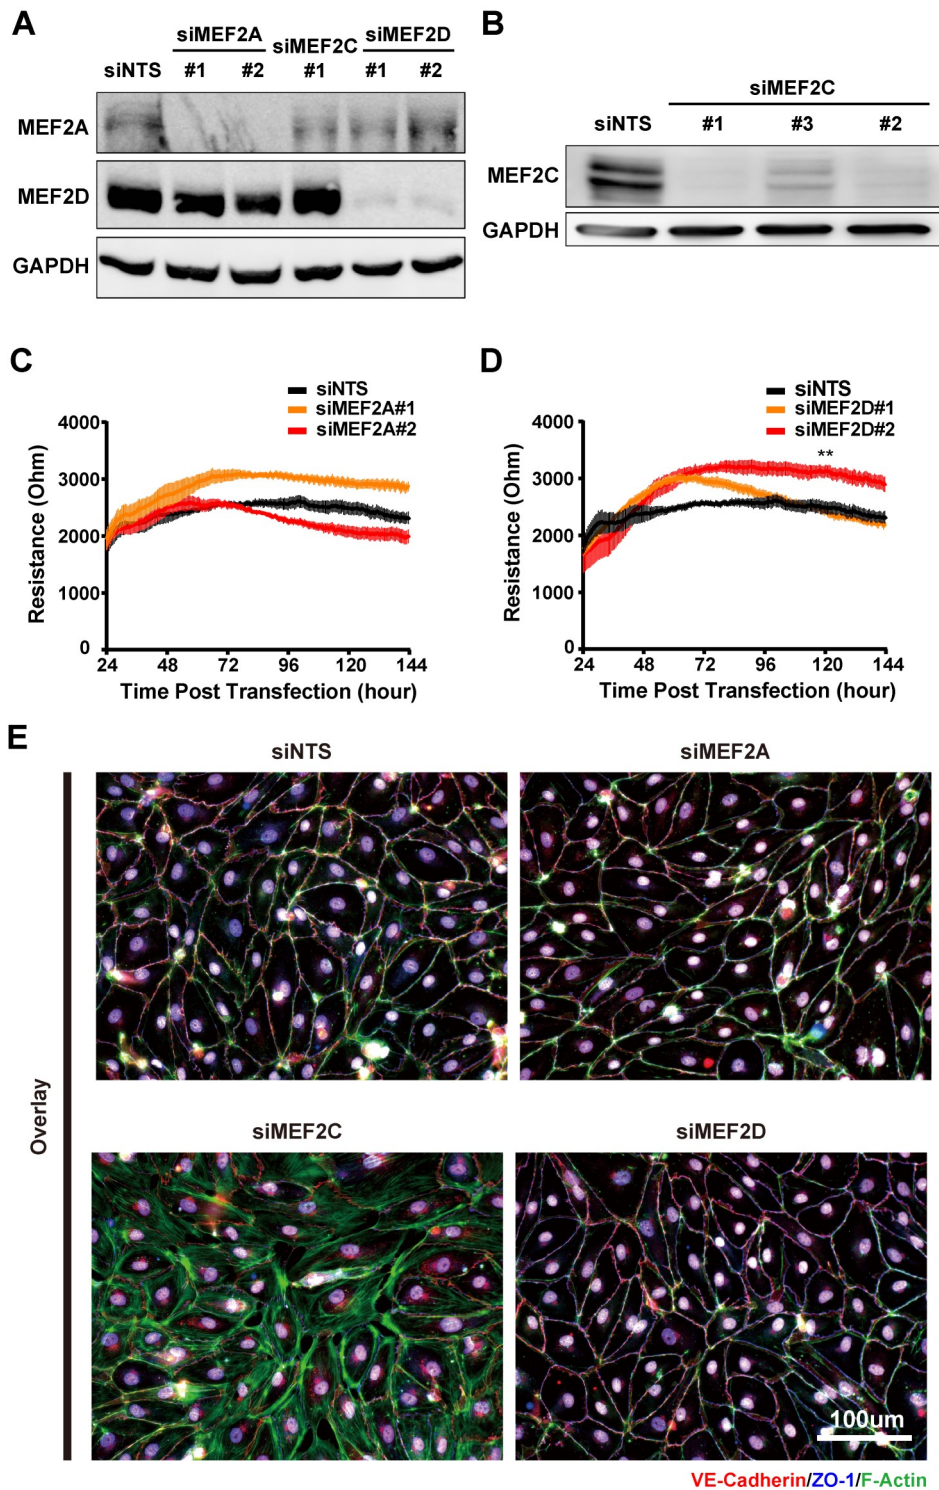 A
siMEF2A
siMEF2C
siMEF2D
siNTS #1 #2 #1 #1 #2
MEF2A
MEF2D
GAPDH
B
siMEF2C
siNTS #1 #3 #2
MEF2C
GAPDH
C
siNTS
siMEF2A#1
siMEF2A#2
4000
3000
2000
1000
0
Resistance (Ohm)
24 48 72 96 120 144
Time Post Transfection (hour)
D
siNTS
siMEF2D#1
siMEF2D#2
**
4000
3000
2000
1000
0
Resistance (Ohm)
24 48 72 96 120 144
Time Post Transfection (hour)
E
siNTS
siMEF2A
Overlay
siMEF2C
siMEF2D
100um
VE-Cadherin/ZO-1/F-Actin